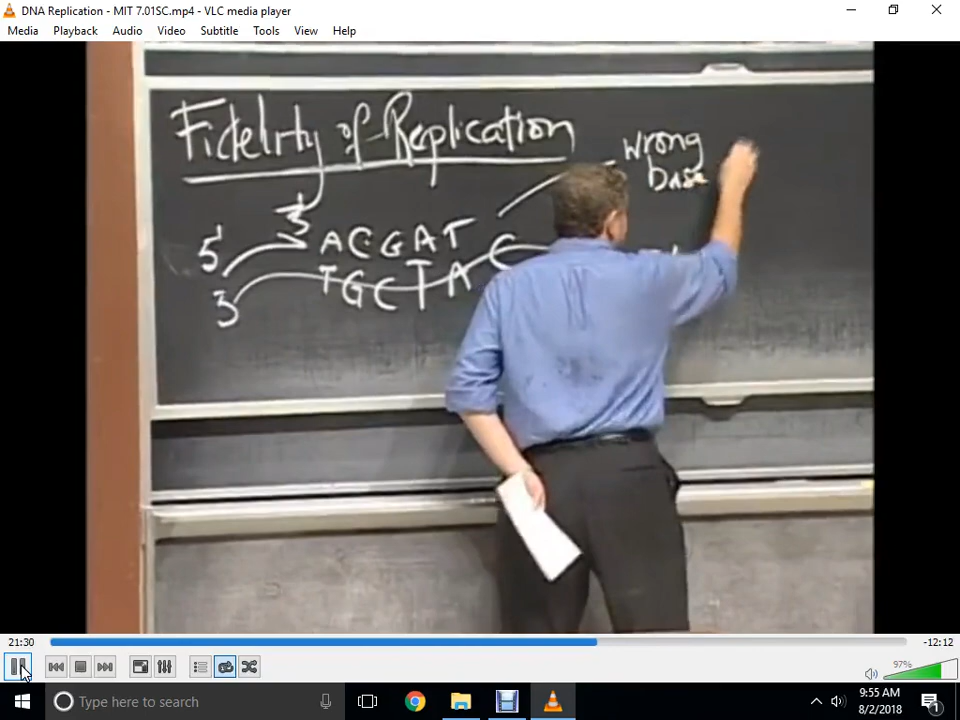 DNA Replication - MIT 7.01SC.mp4 - VLC media player
Media Playback Audio Video Subtitle Tools View Help
Fidelity of Replication
wrong
base
5' 3' ACGAT
3' TGCTA C
21:30
-12:12
97%
Type here to search
9:55 AM
8/2/2018
1